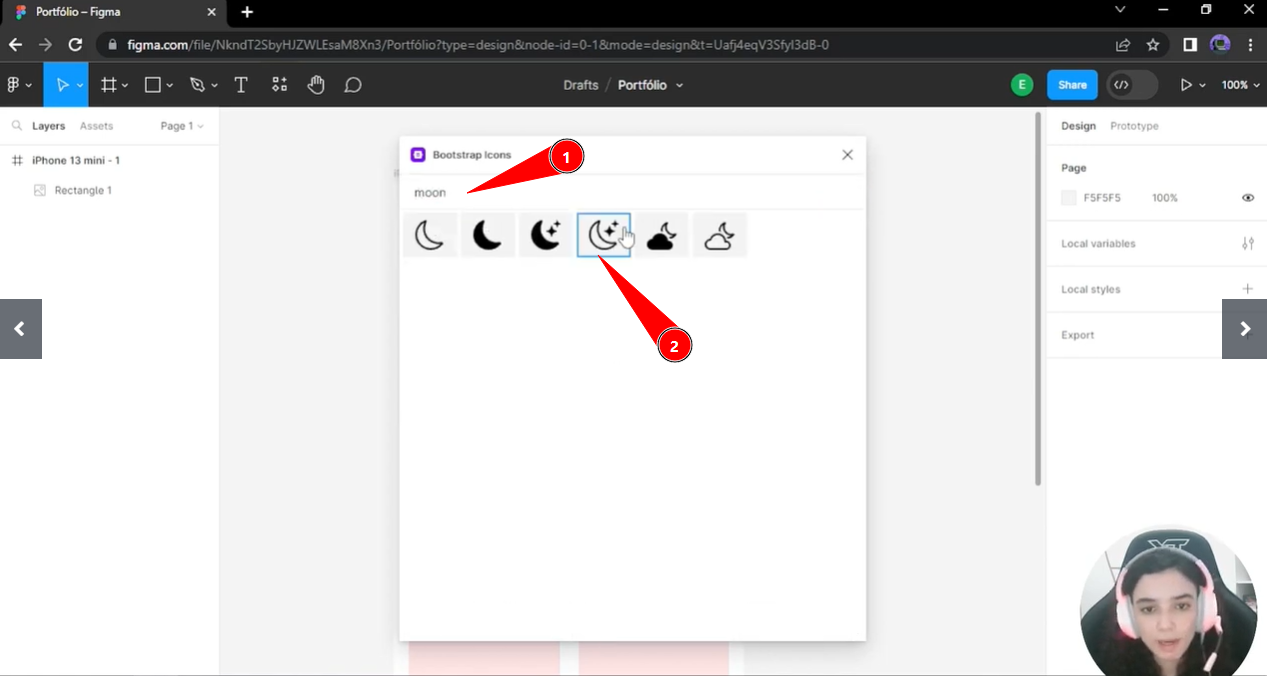 Portfólio – Figma
figma.com/file/NkndT2SbyHJZWLEsaM8Xn3/Portfólio?type=design&node-id=0-1&mode=design&t=Uafj4eqV3SfyI3dB-0
Drafts / Portfólio
E
Share
100%
Layers Assets Page 1
iPhone 13 mini - 1
Rectangle 1
Bootstrap Icons
moon
1
2
Design Prototype
Page
F5F5F5 100%
Local variables
Local styles
Export